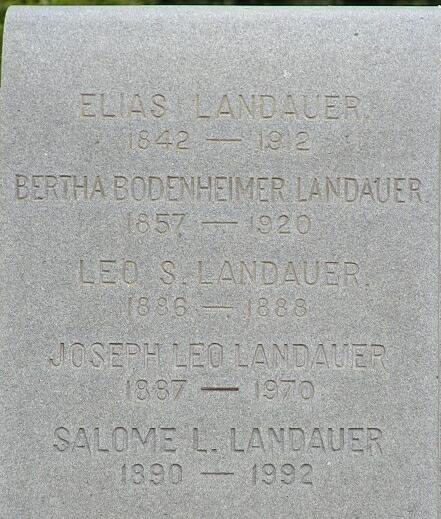 ELIAS LANDAUER.
1842 — 1912
BERTHA BODENHEIMER LANDAUER.
1857 — 1920
LEO S. LANDAUER.
1886 — 1888
JOSEPH LEO LANDAUER
1887 — 1970
SALOME L. LANDAUER
1890 — 1992